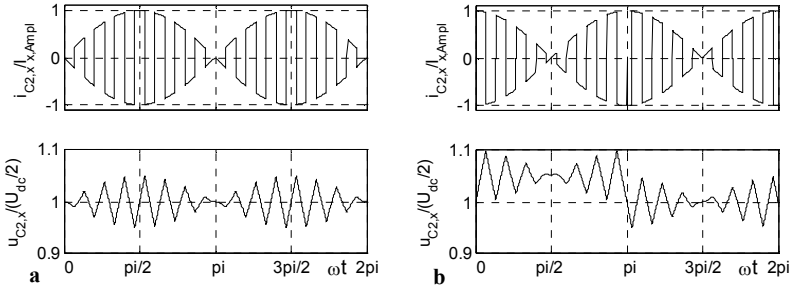 1
0
-1
i_C2,x/I_x,Ampl
1.1
1
0.9
u_C2,x/(U_dc/2)
0 pi/2 pi 3pi/2 ωt 2pi
a
1
0
-1
i_C2,x/I_x,Ampl
1.1
1
0.9
u_C2,x/(U_dc/2)
0 pi/2 pi 3pi/2 ωt 2pi
b